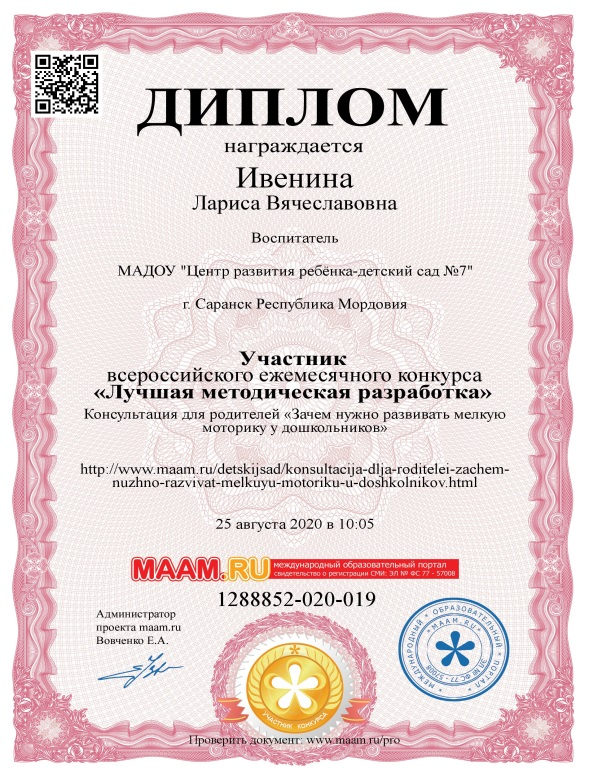 ДИПЛОМ
награждается
Ивенина
Лариса Вячеславовна
Воспитатель
МАДОУ "Центр развития ребёнка-детский сад №7"
г. Саранск Республика Мордовия
Участник
всероссийского ежемесячного конкурса
«Лучшая методическая разработка»
Консультация для родителей «Зачем нужно развивать мелкую
моторику у дошкольников»
http://www.maam.ru/detskijsad/konsultacija-dlja-roditelei-zachem-
nuzhno-razvivat-melkuyu-motoriku-u-doshkolnikov.html
25 августа 2020 в 10:05
MAAM.RU
международный образовательный портал
свидетельство о регистрации СМИ: ЭЛ № ФС 77 - 57008
1288852-020-019
Администратор
проекта maam.ru
Вовченко Е.А.
МЕЖДУНАРОДНЫЙ ОБРАЗОВАТЕЛЬНЫЙ ПОРТАЛ
MAAM.RU
ЭЛ № ФС 77 - 57008
УЧАСТНИК КОНКУРСА
Проверить документ: www.maam.ru/pro